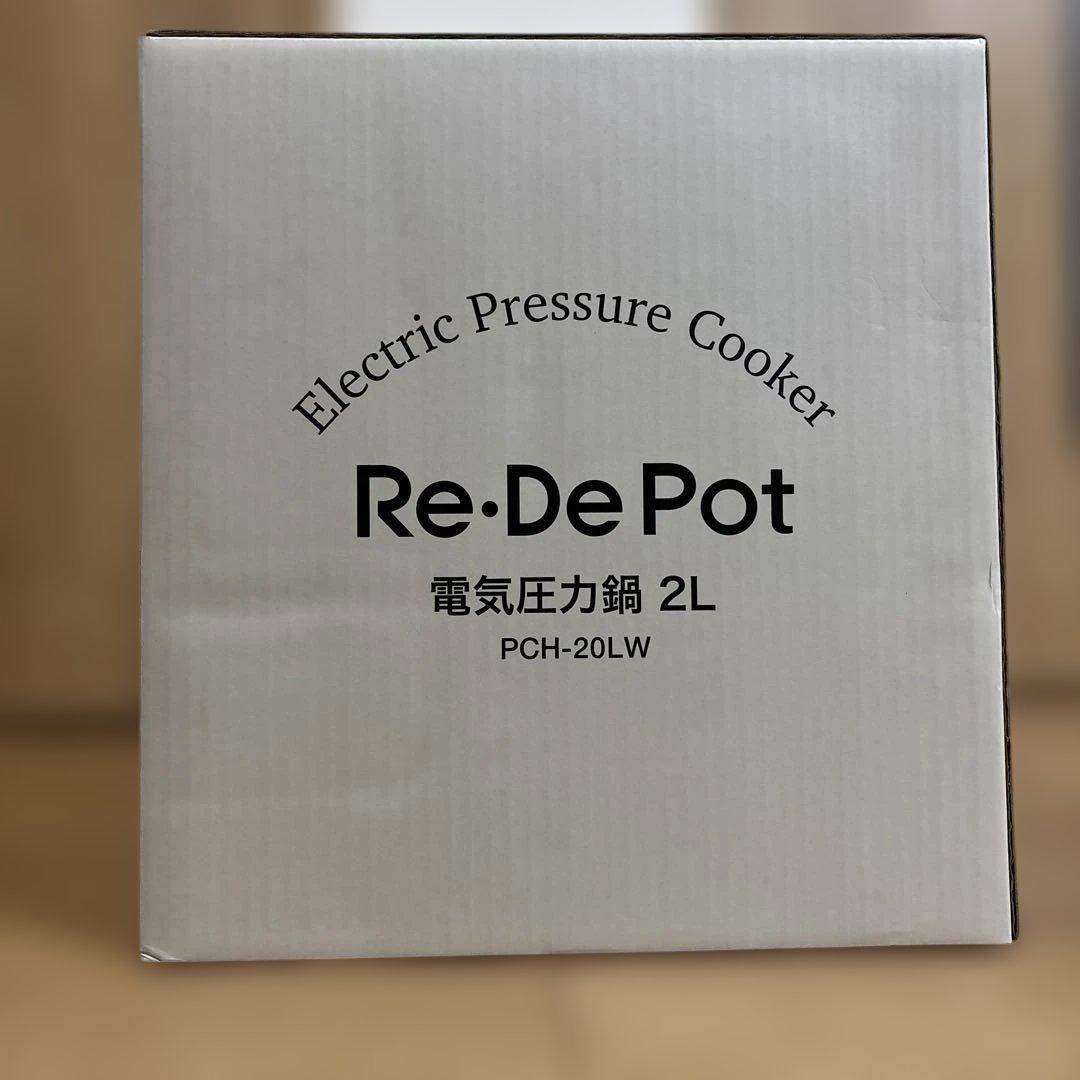 Electric Pressure Cooker
Re・De Pot
電気圧力鍋 2L
PCH-20LW